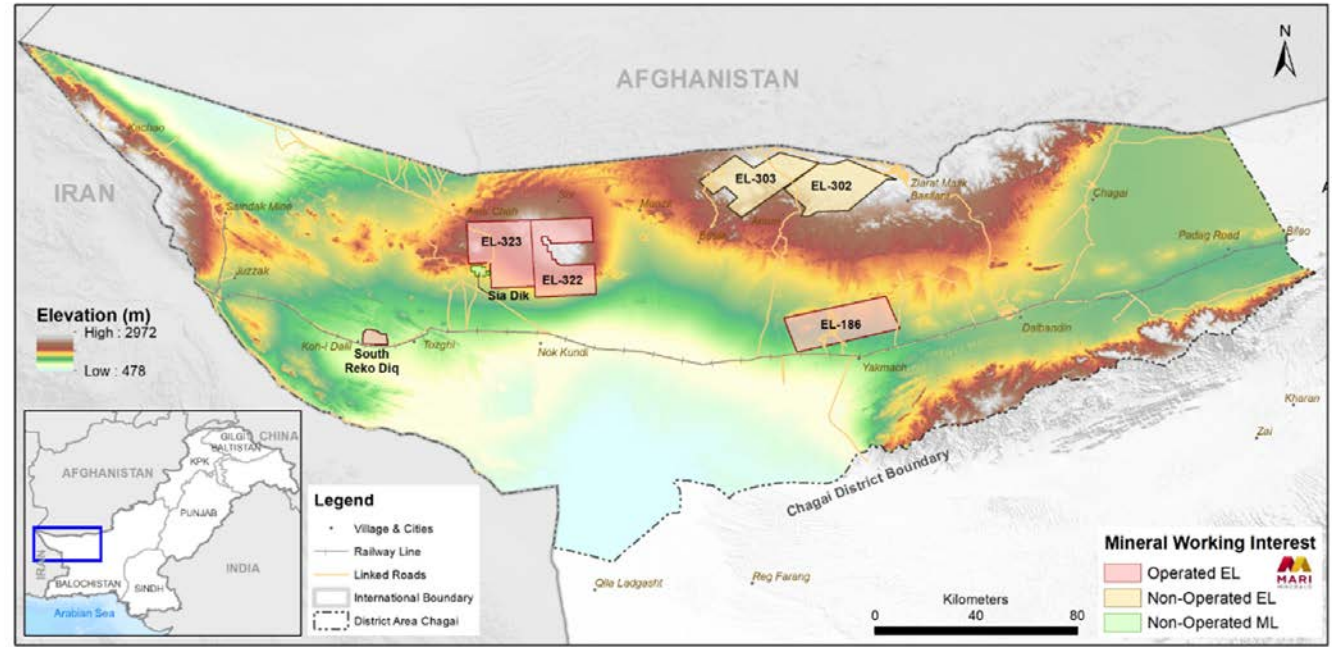 N
AFGHANISTAN
IRAN
Kachao
Saindak Mine
Juzzak
Amir Chah
EL-323
EL-322
Sia Dik
EL-303
EL-302
Ziarat Malik
Chagai
Padag Road
EL-186
Dalbandin
Yakmach
Koh-i Dalil
South
Reko Diq
Tozghi
Nok Kundi
Kharan
Zai
Chagai District Boundary
Qila Ladgasht
Reg Farang
Elevation (m)
High : 2972
Low : 478
GILGIT
BALTISTAN
CHINA
KPK
AFGHANISTAN
PUNJAB
IRAN
INDIA
BALOCHISTAN
SINDH
Arabian Sea
Legend
Village & Cities
Railway Line
Linked Roads
International Boundary
District Area Chagai
Kilometers
0 40 80
Mineral Working Interest
Operated EL
Non-Operated EL
Non-Operated ML
MARI
MINERALS